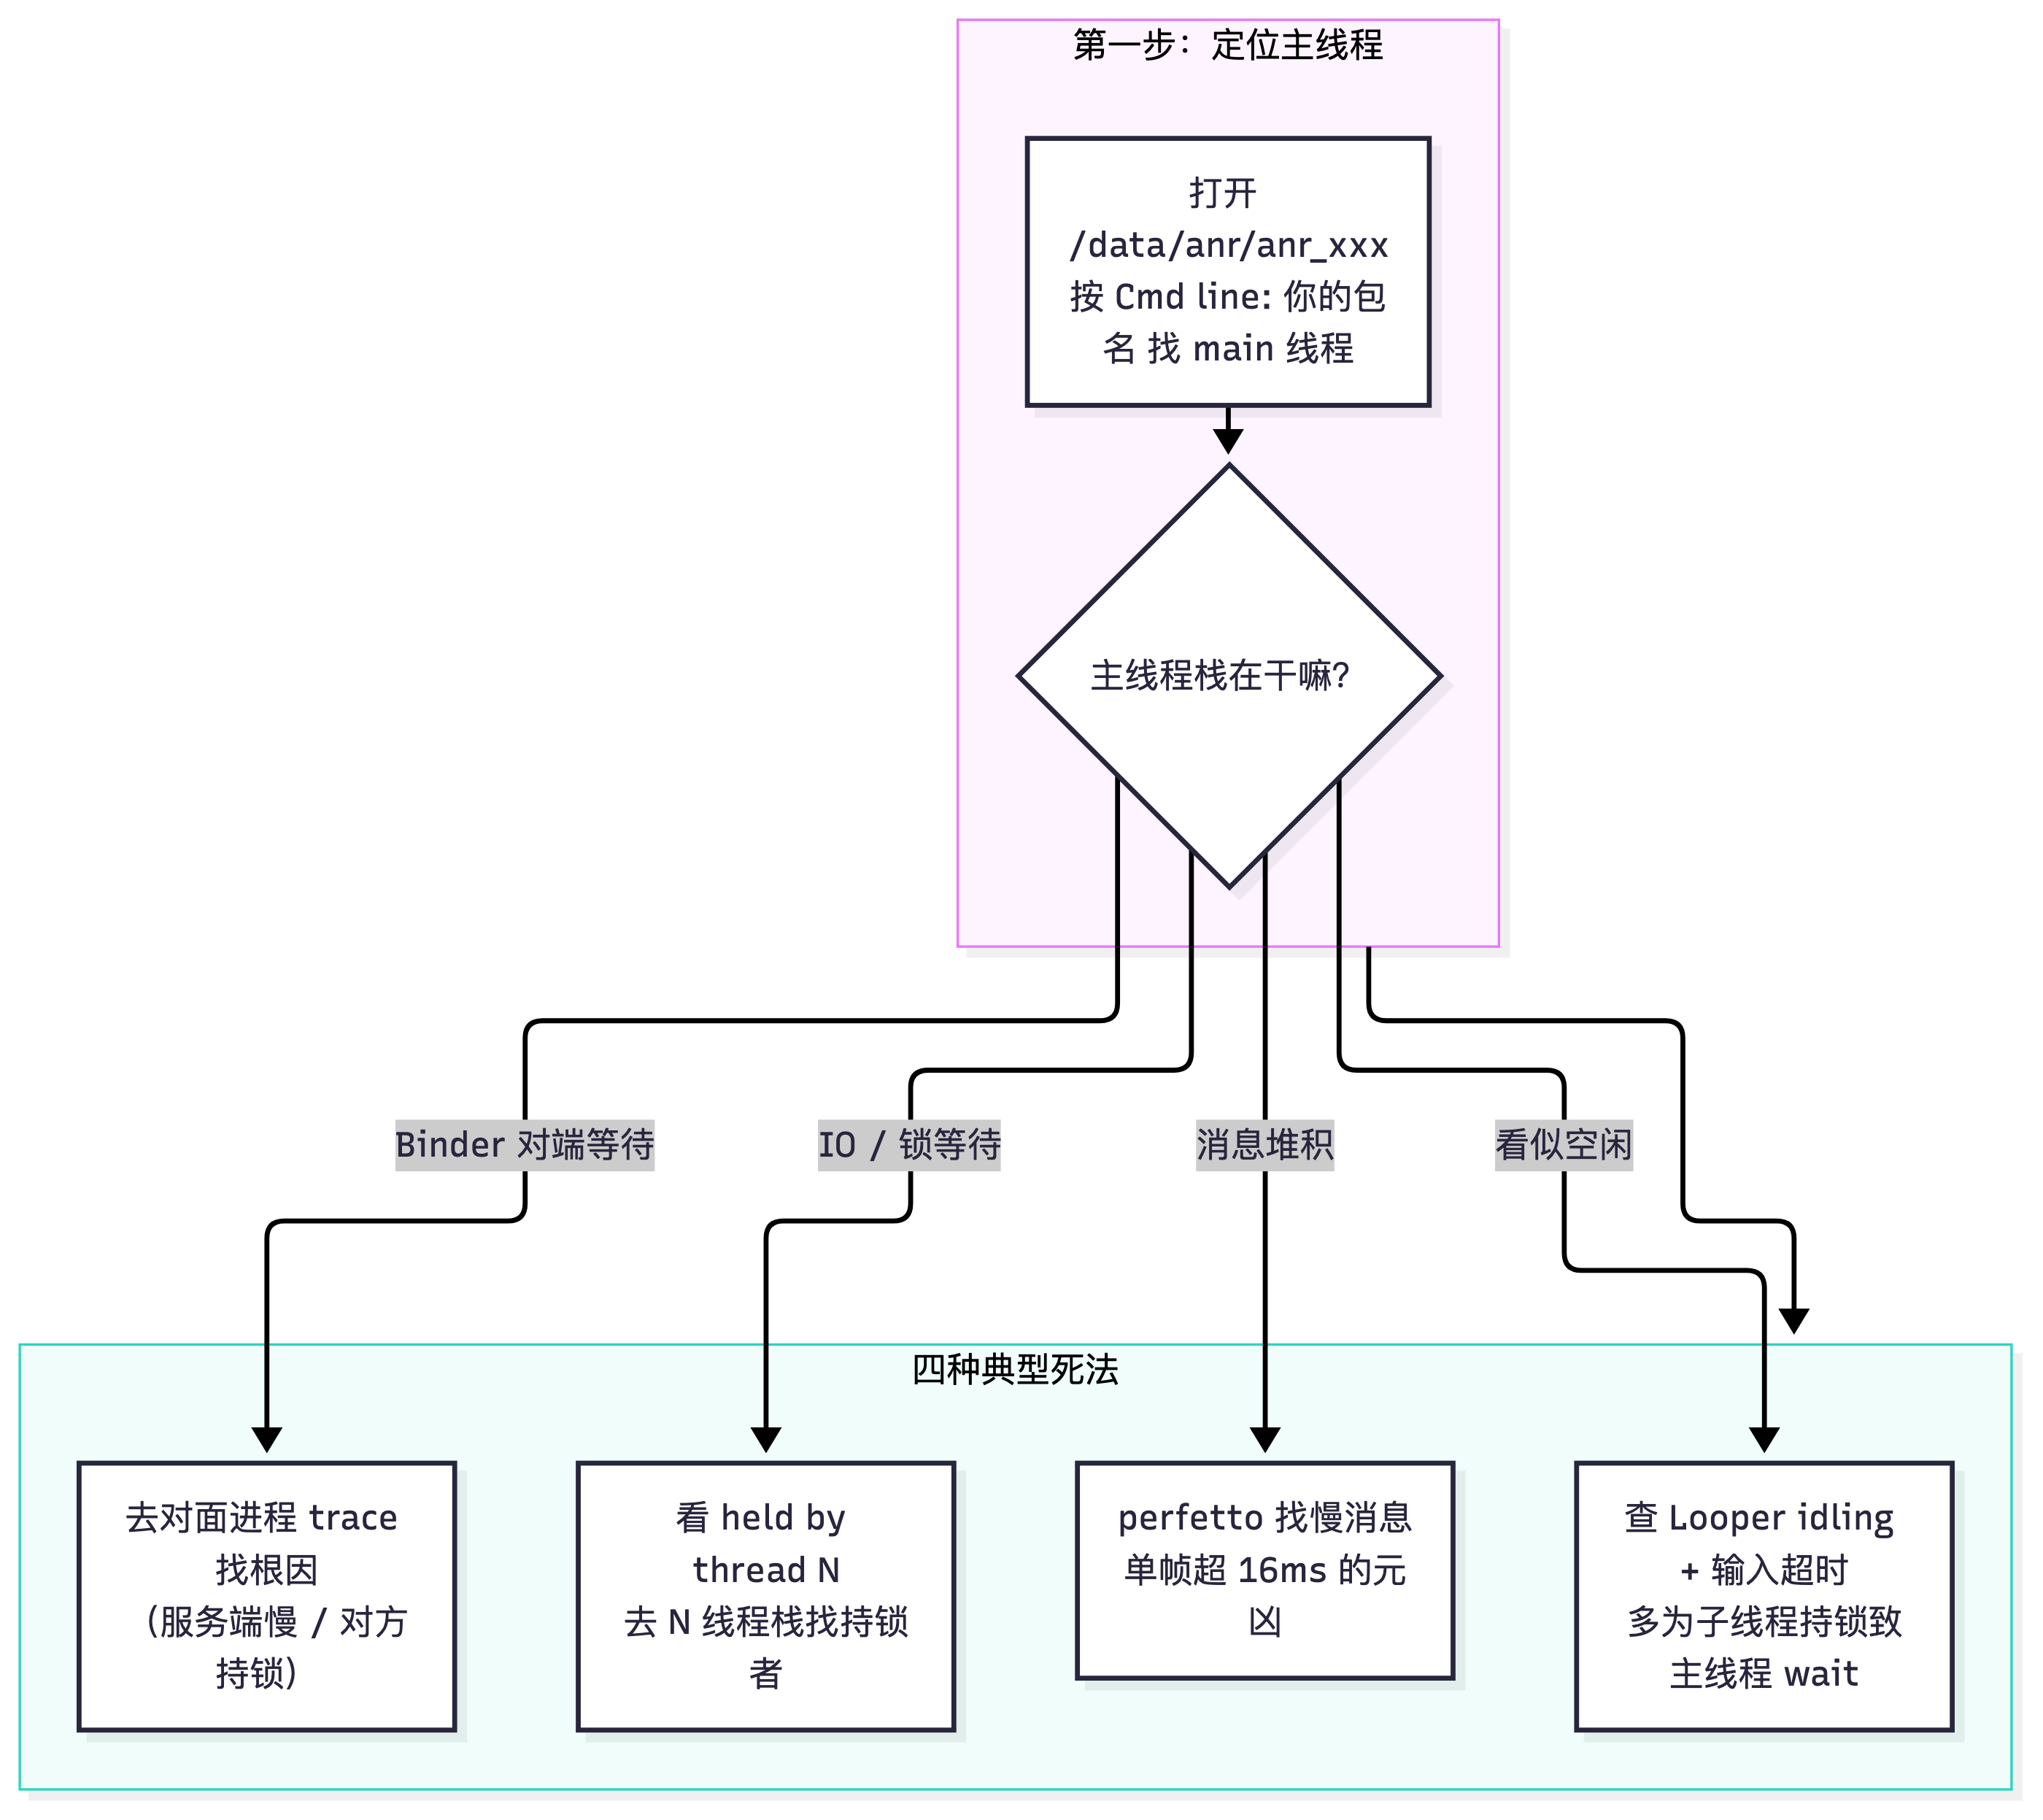 第一步：定位主线程
打开
/data/anr/anr_xxx
按 Cmd line: 你的包
名 找 main 线程
主线程栈在干嘛？
Binder 对端等待
IO / 锁等待
消息堆积
看似空闲
四种典型死法
去对面进程 trace
找根因
（服务端慢 / 对方
持锁）
看 held by
thread N
去 N 线程栈找持锁
者
perfetto 找慢消息
单帧超 16ms 的元
凶
查 Looper idling
+ 输入超时
多为子线程持锁致
主线程 wait